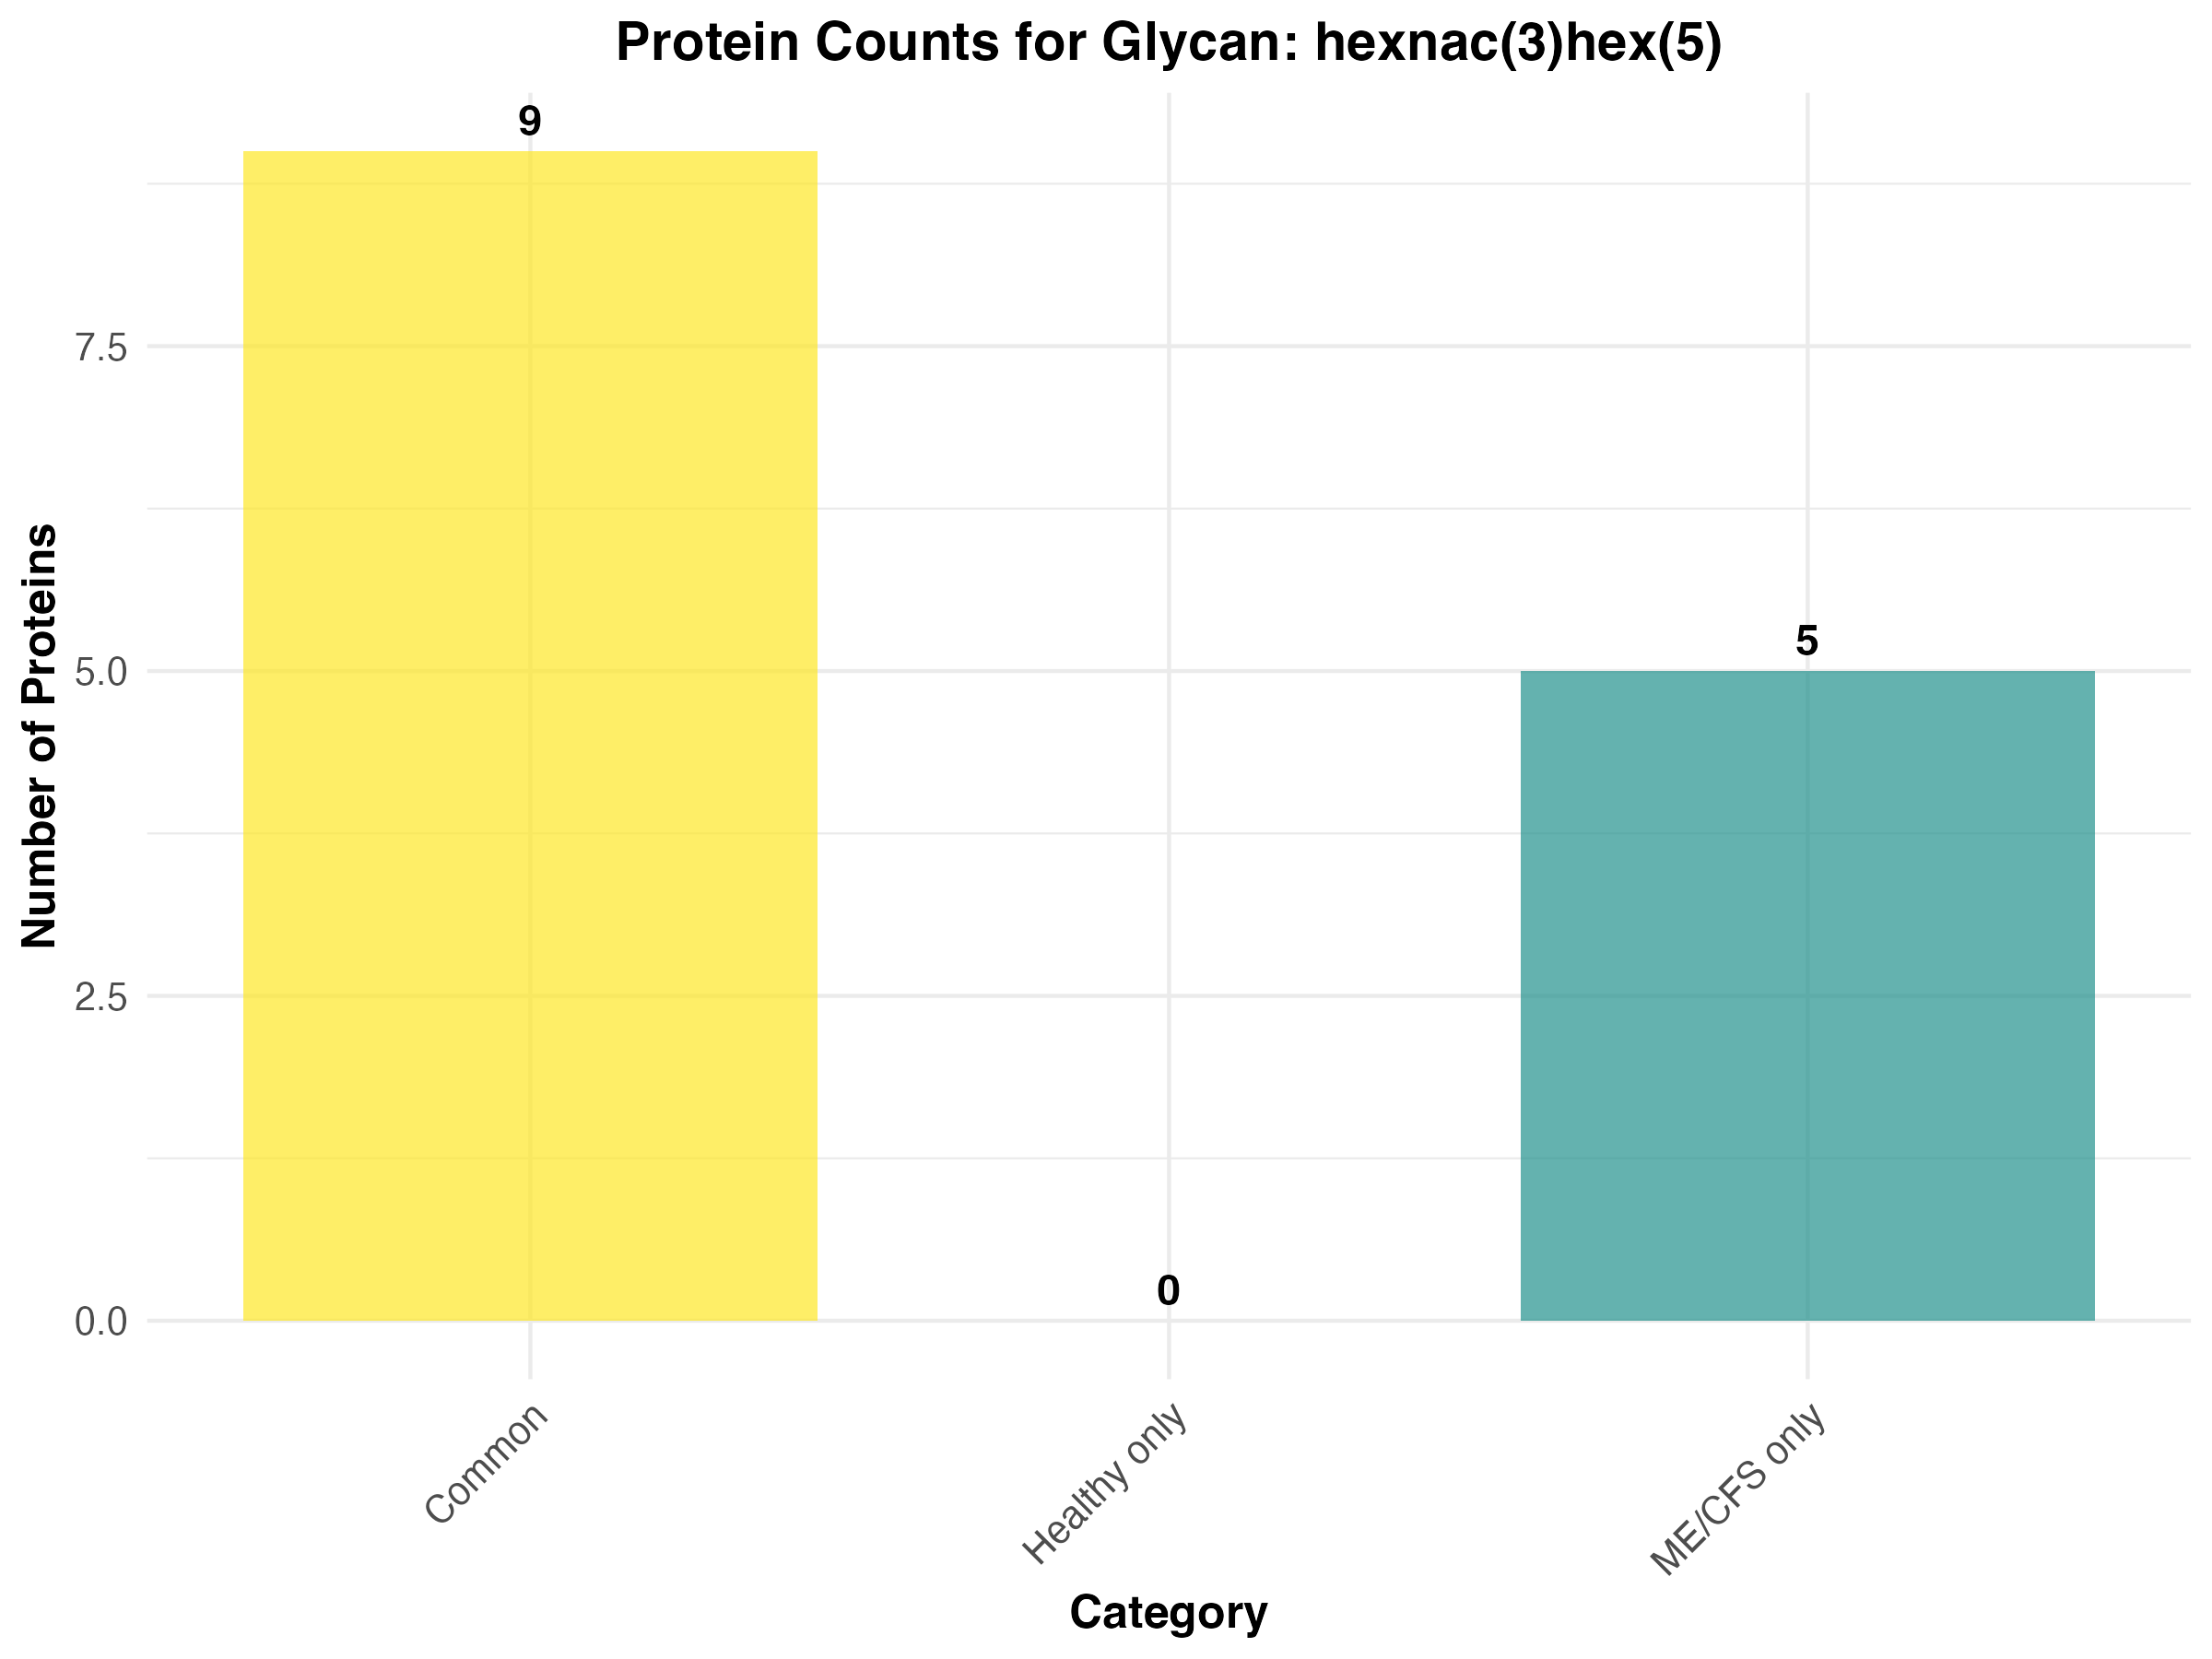 Protein Counts for Glycan: hexnac(3)hex(5)
9
7.5
5
5.0
2.5
0
0.0
Number of Proteins
Common
Healthy only
ME/CFS only
Category